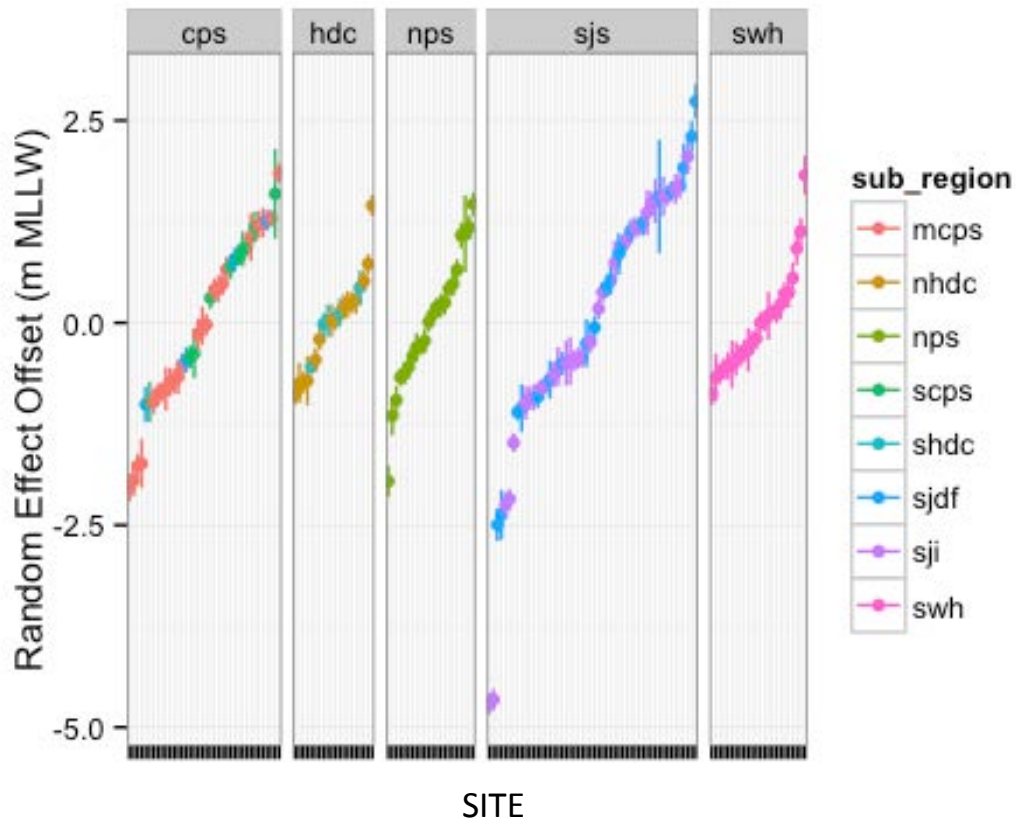 cps hdc nps sjs swh
Random Effect Offset (m MLLW)
2.5
0.0
-2.5
-5.0
SITE
sub_region
mcps
nhdc
nps
scps
shdc
sjdf
sji
swh